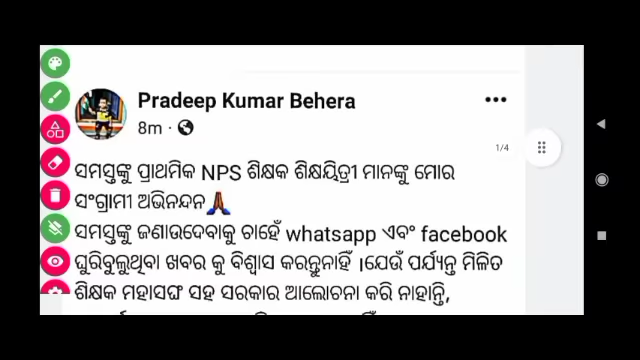 Pradeep Kumar Behera
8m ·
1/4
ସମସ୍ତଙ୍କୁ ପ୍ରାଥମିକ NPS ଶିକ୍ଷକ ଶିକ୍ଷୟିତ୍ରୀ ମାନଙ୍କୁ ମୋର
ସଂଗ୍ରାମୀ ଅଭିନନ୍ଦନ🙏🏾
ସମସ୍ତଙ୍କୁ ଜଣାଉଦେବାକୁ ଚାହେଁ whatsapp ଏବଂ facebook
ଘୁରିବୁଲୁଥିବା ଖବର କୁ ବିଶ୍ୱାସ କରନ୍ତୁନାହିଁ ।ଯେଉଁ ପର୍ଯ୍ୟନ୍ତ ମିଳିତ
ଶିକ୍ଷକ ମହାସଙ୍ଘ ସହ ସରକାର ଆଲୋଚନା କରି ନାହାନ୍ତି,